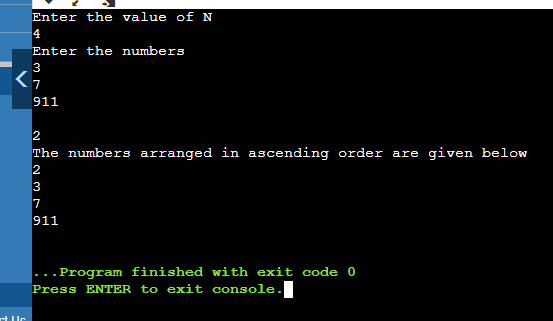 Enter the value of N
4
Enter the numbers
3
7
911
2
The numbers arranged in ascending order are given below
2
3
7
911
...Program finished with exit code 0
Press ENTER to exit console.
st Us